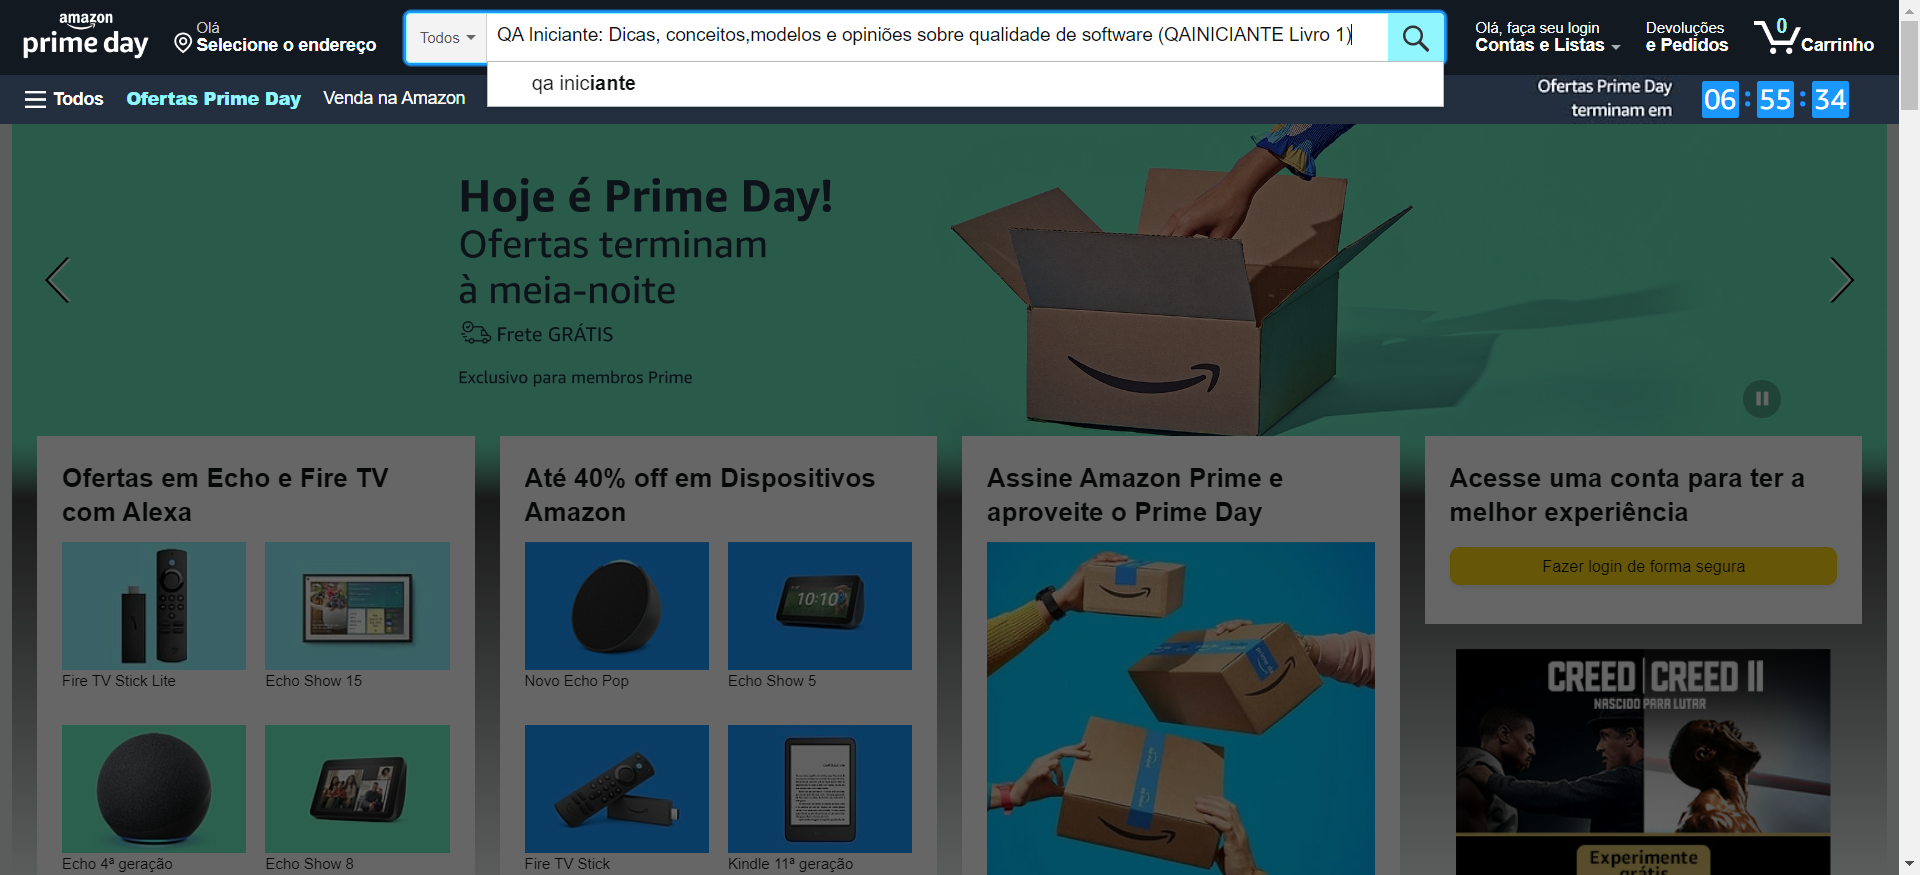 amazon
prime day
Olá
Selecione o endereço
Todos
QA Iniciante: Dicas, conceitos,modelos e opiniões sobre qualidade de software (QAINICIANTE Livro 1)
Olá, faça seu login
Contas e Listas
Devoluções
e Pedidos
0
Carrinho
qa iniciante
Todos
Ofertas Prime Day
Venda na Amazon
Ofertas Prime Day
terminam em
06 : 55 : 34
Hoje é Prime Day!
Ofertas terminam
à meia-noite
Frete GRÁTIS
Exclusivo para membros Prime
Ofertas em Echo e Fire TV
com Alexa
Fire TV Stick Lite
Echo Show 15
Echo 4ª geração
Echo Show 8
Até 40% off em Dispositivos
Amazon
10:10
Novo Echo Pop
Echo Show 5
Fire TV Stick
Kindle 11ª geração
Assine Amazon Prime e
aproveite o Prime Day
prime day
Acesse uma conta para ter a
melhor experiência
Fazer login de forma segura
CREED | CREED II
NASCIDO PARA LUTAR
Experimente
grátis